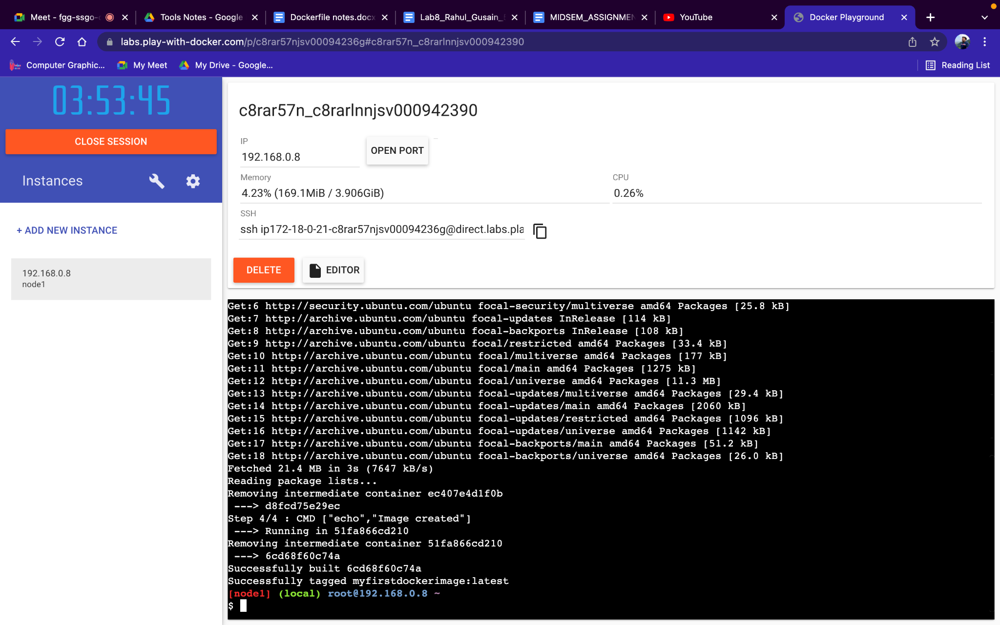 Meet - fgg-ssgo-
Tools Notes - Google
Dockerfile notes.docx
Lab8_Rahul_Gusain_
MIDSEM_ASSIGNMEN
YouTube
Docker Playground
labs.play-with-docker.com/p/c8rar57njsv00094236g#c8rar57n_c8rarlnnjsv000942390
Computer Graphic...
My Meet
My Drive - Google...
Reading List
03:53:45
CLOSE SESSION
Instances
+ ADD NEW INSTANCE
192.168.0.8
node1
c8rar57n_c8rarlnnjsv000942390
IP
192.168.0.8
OPEN PORT
Memory
4.23% (169.1MiB / 3.906GiB)
CPU
0.26%
SSH
ssh ip172-18-0-21-c8rar57njsv00094236g@direct.labs.pla
DELETE
EDITOR
Get:6 http://security.ubuntu.com/ubuntu focal-security/multiverse amd64 Packages [25.8 kB]
Get:7 http://archive.ubuntu.com/ubuntu focal-updates InRelease [114 kB]
Get:8 http://archive.ubuntu.com/ubuntu focal-backports InRelease [108 kB]
Get:9 http://archive.ubuntu.com/ubuntu focal/restricted amd64 Packages [33.4 kB]
Get:10 http://archive.ubuntu.com/ubuntu focal/multiverse amd64 Packages [177 kB]
Get:11 http://archive.ubuntu.com/ubuntu focal/main amd64 Packages [1275 kB]
Get:12 http://archive.ubuntu.com/ubuntu focal/universe amd64 Packages [11.3 MB]
Get:13 http://archive.ubuntu.com/ubuntu focal-updates/multiverse amd64 Packages [29.4 kB]
Get:14 http://archive.ubuntu.com/ubuntu focal-updates/main amd64 Packages [2060 kB]
Get:15 http://archive.ubuntu.com/ubuntu focal-updates/restricted amd64 Packages [1096 kB]
Get:16 http://archive.ubuntu.com/ubuntu focal-updates/universe amd64 Packages [1142 kB]
Get:17 http://archive.ubuntu.com/ubuntu focal-backports/main amd64 Packages [51.2 kB]
Get:18 http://archive.ubuntu.com/ubuntu focal-backports/universe amd64 Packages [26.0 kB]
Fetched 21.4 MB in 3s (7647 kB/s)
Reading package lists...
Removing intermediate container ec407e4d1f0b
---> d8fcd75e29ec
Step 4/4 : CMD ["echo","Image created"]
---> Running in 51fa866cd210
Removing intermediate container 51fa866cd210
---> 6cd68f60c74a
Successfully built 6cd68f60c74a
Successfully tagged myfirstdockerimage:latest
[node1] (local) root@192.168.0.8 ~
$